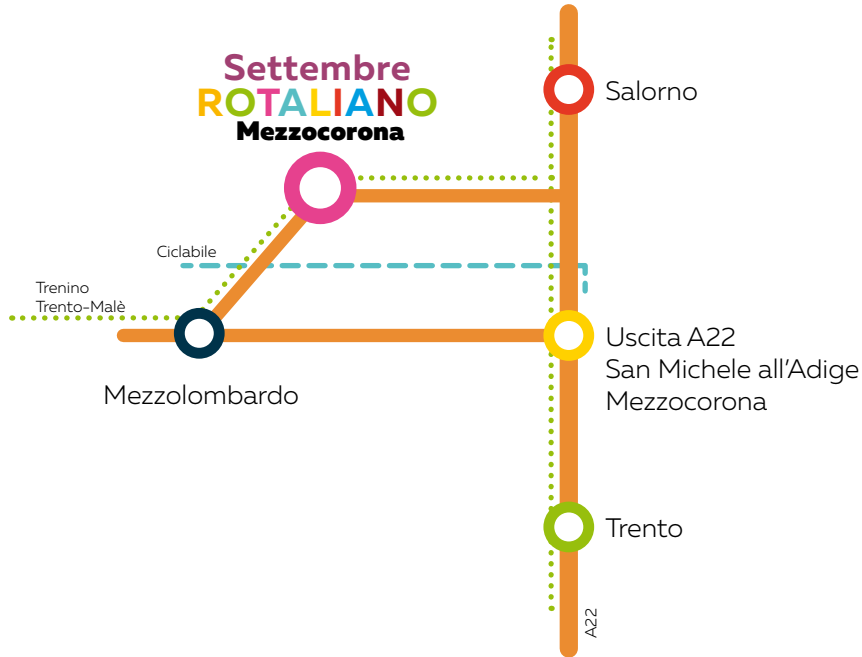 Settembre
ROTALIANO
Mezzocorona
Salorno
Ciclabile
Trenino
Trento-Malè
Uscita A22
San Michele all'Adige
Mezzocorona
Mezzolombardo
Trento
A22